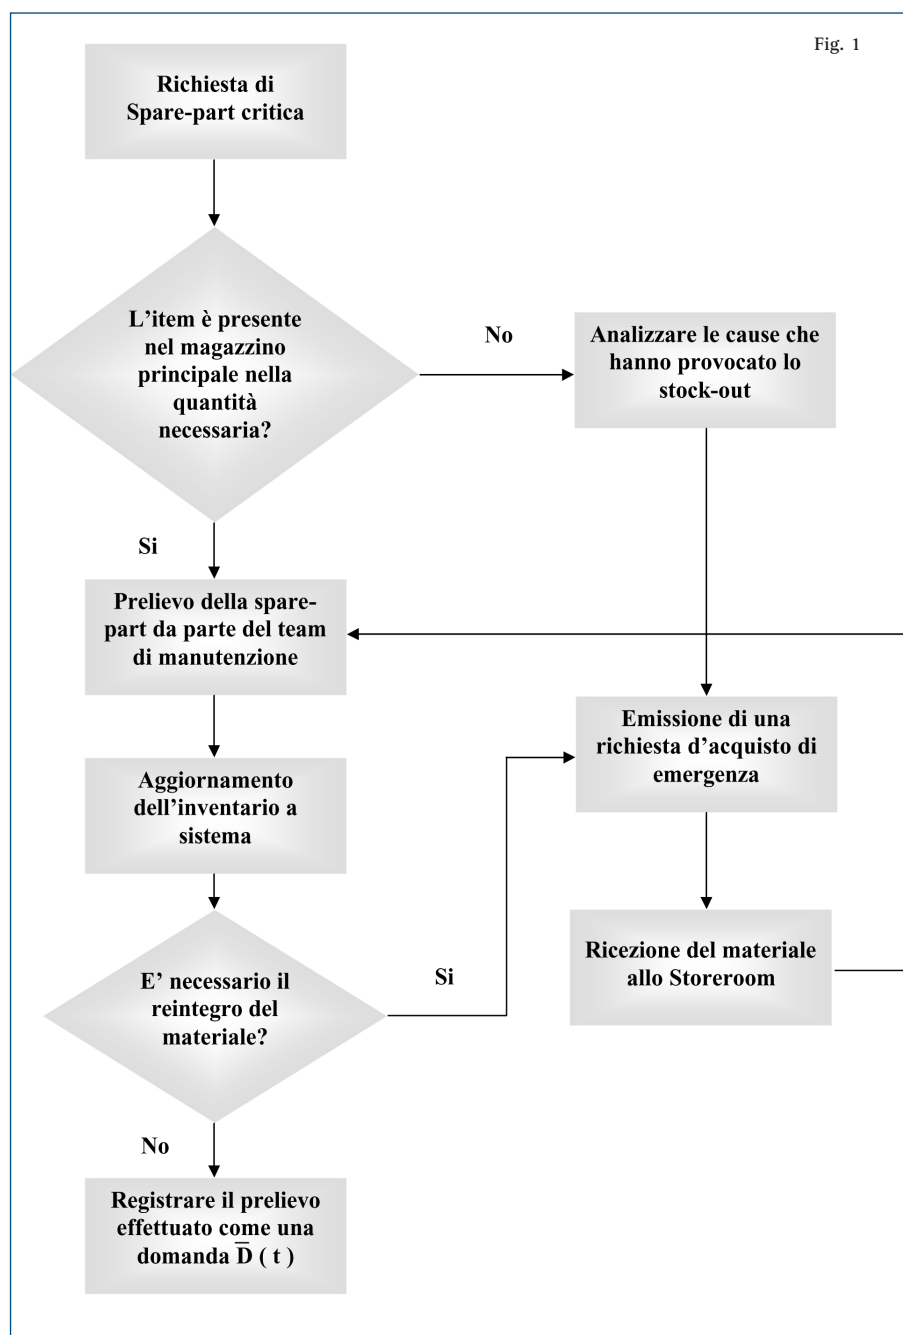 Fig. 1
Richiesta di
Spare-part critica
L’item è presente
nel magazzino
principale nella
quantità
necessaria?
No
Analizzare le cause che
hanno provocato lo
stock-out
Si
Prelievo della spare-
part da parte del team
di manutenzione
Emissione di una
richiesta d’acquisto di
emergenza
Aggiornamento
dell’inventario a
sistema
Ricezione del materiale
allo Storeroom
E’ necessario il
reintegro del
materiale?
Si
No
Registrare il prelievo
effettuato come una
domanda D̅ ( t )